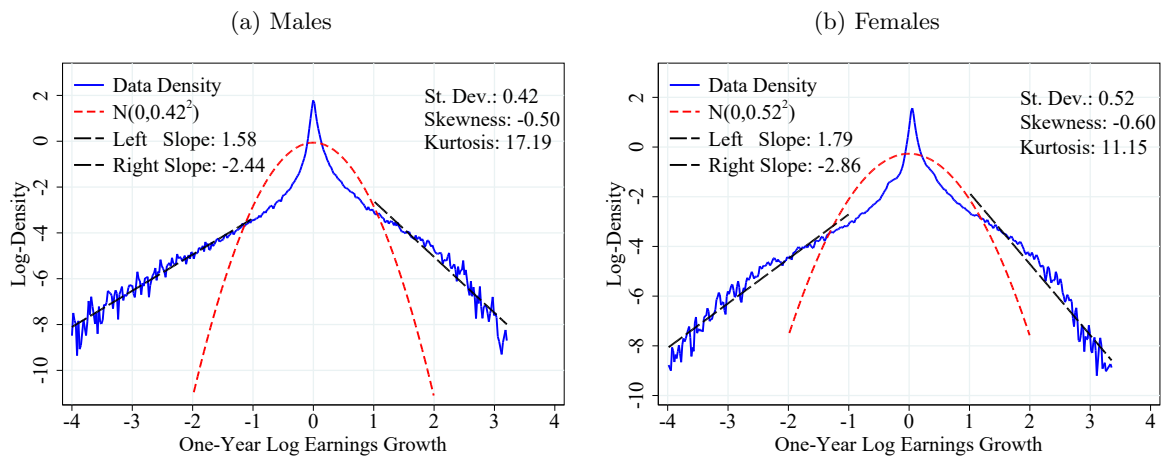 (a) Males
Data Density
N(0,0.42²)
Left Slope: 1.58
Right Slope: -2.44
St. Dev.: 0.42
Skewness: -0.50
Kurtosis: 17.19
Log-Density
2
0
-2
-4
-6
-8
-10
-4 -3 -2 -1 0 1 2 3 4
One-Year Log Earnings Growth
(b) Females
Data Density
N(0,0.52²)
Left Slope: 1.79
Right Slope: -2.86
St. Dev.: 0.52
Skewness: -0.60
Kurtosis: 11.15
Log-Density
2
0
-2
-4
-6
-8
-10
-4 -3 -2 -1 0 1 2 3 4
One-Year Log Earnings Growth